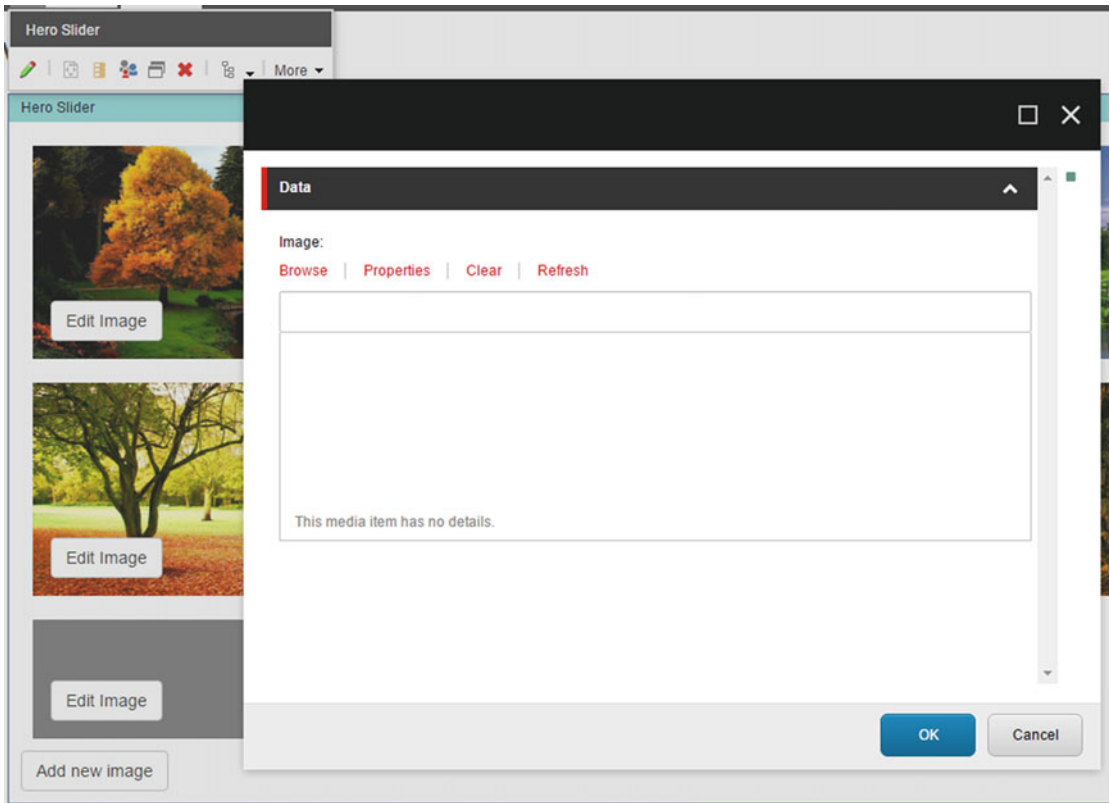 Hero Slider
More
Hero Slider
Edit Image
Edit Image
Edit Image
Add new image
Data
Image:
Browse | Properties | Clear | Refresh
This media item has no details.
OK Cancel